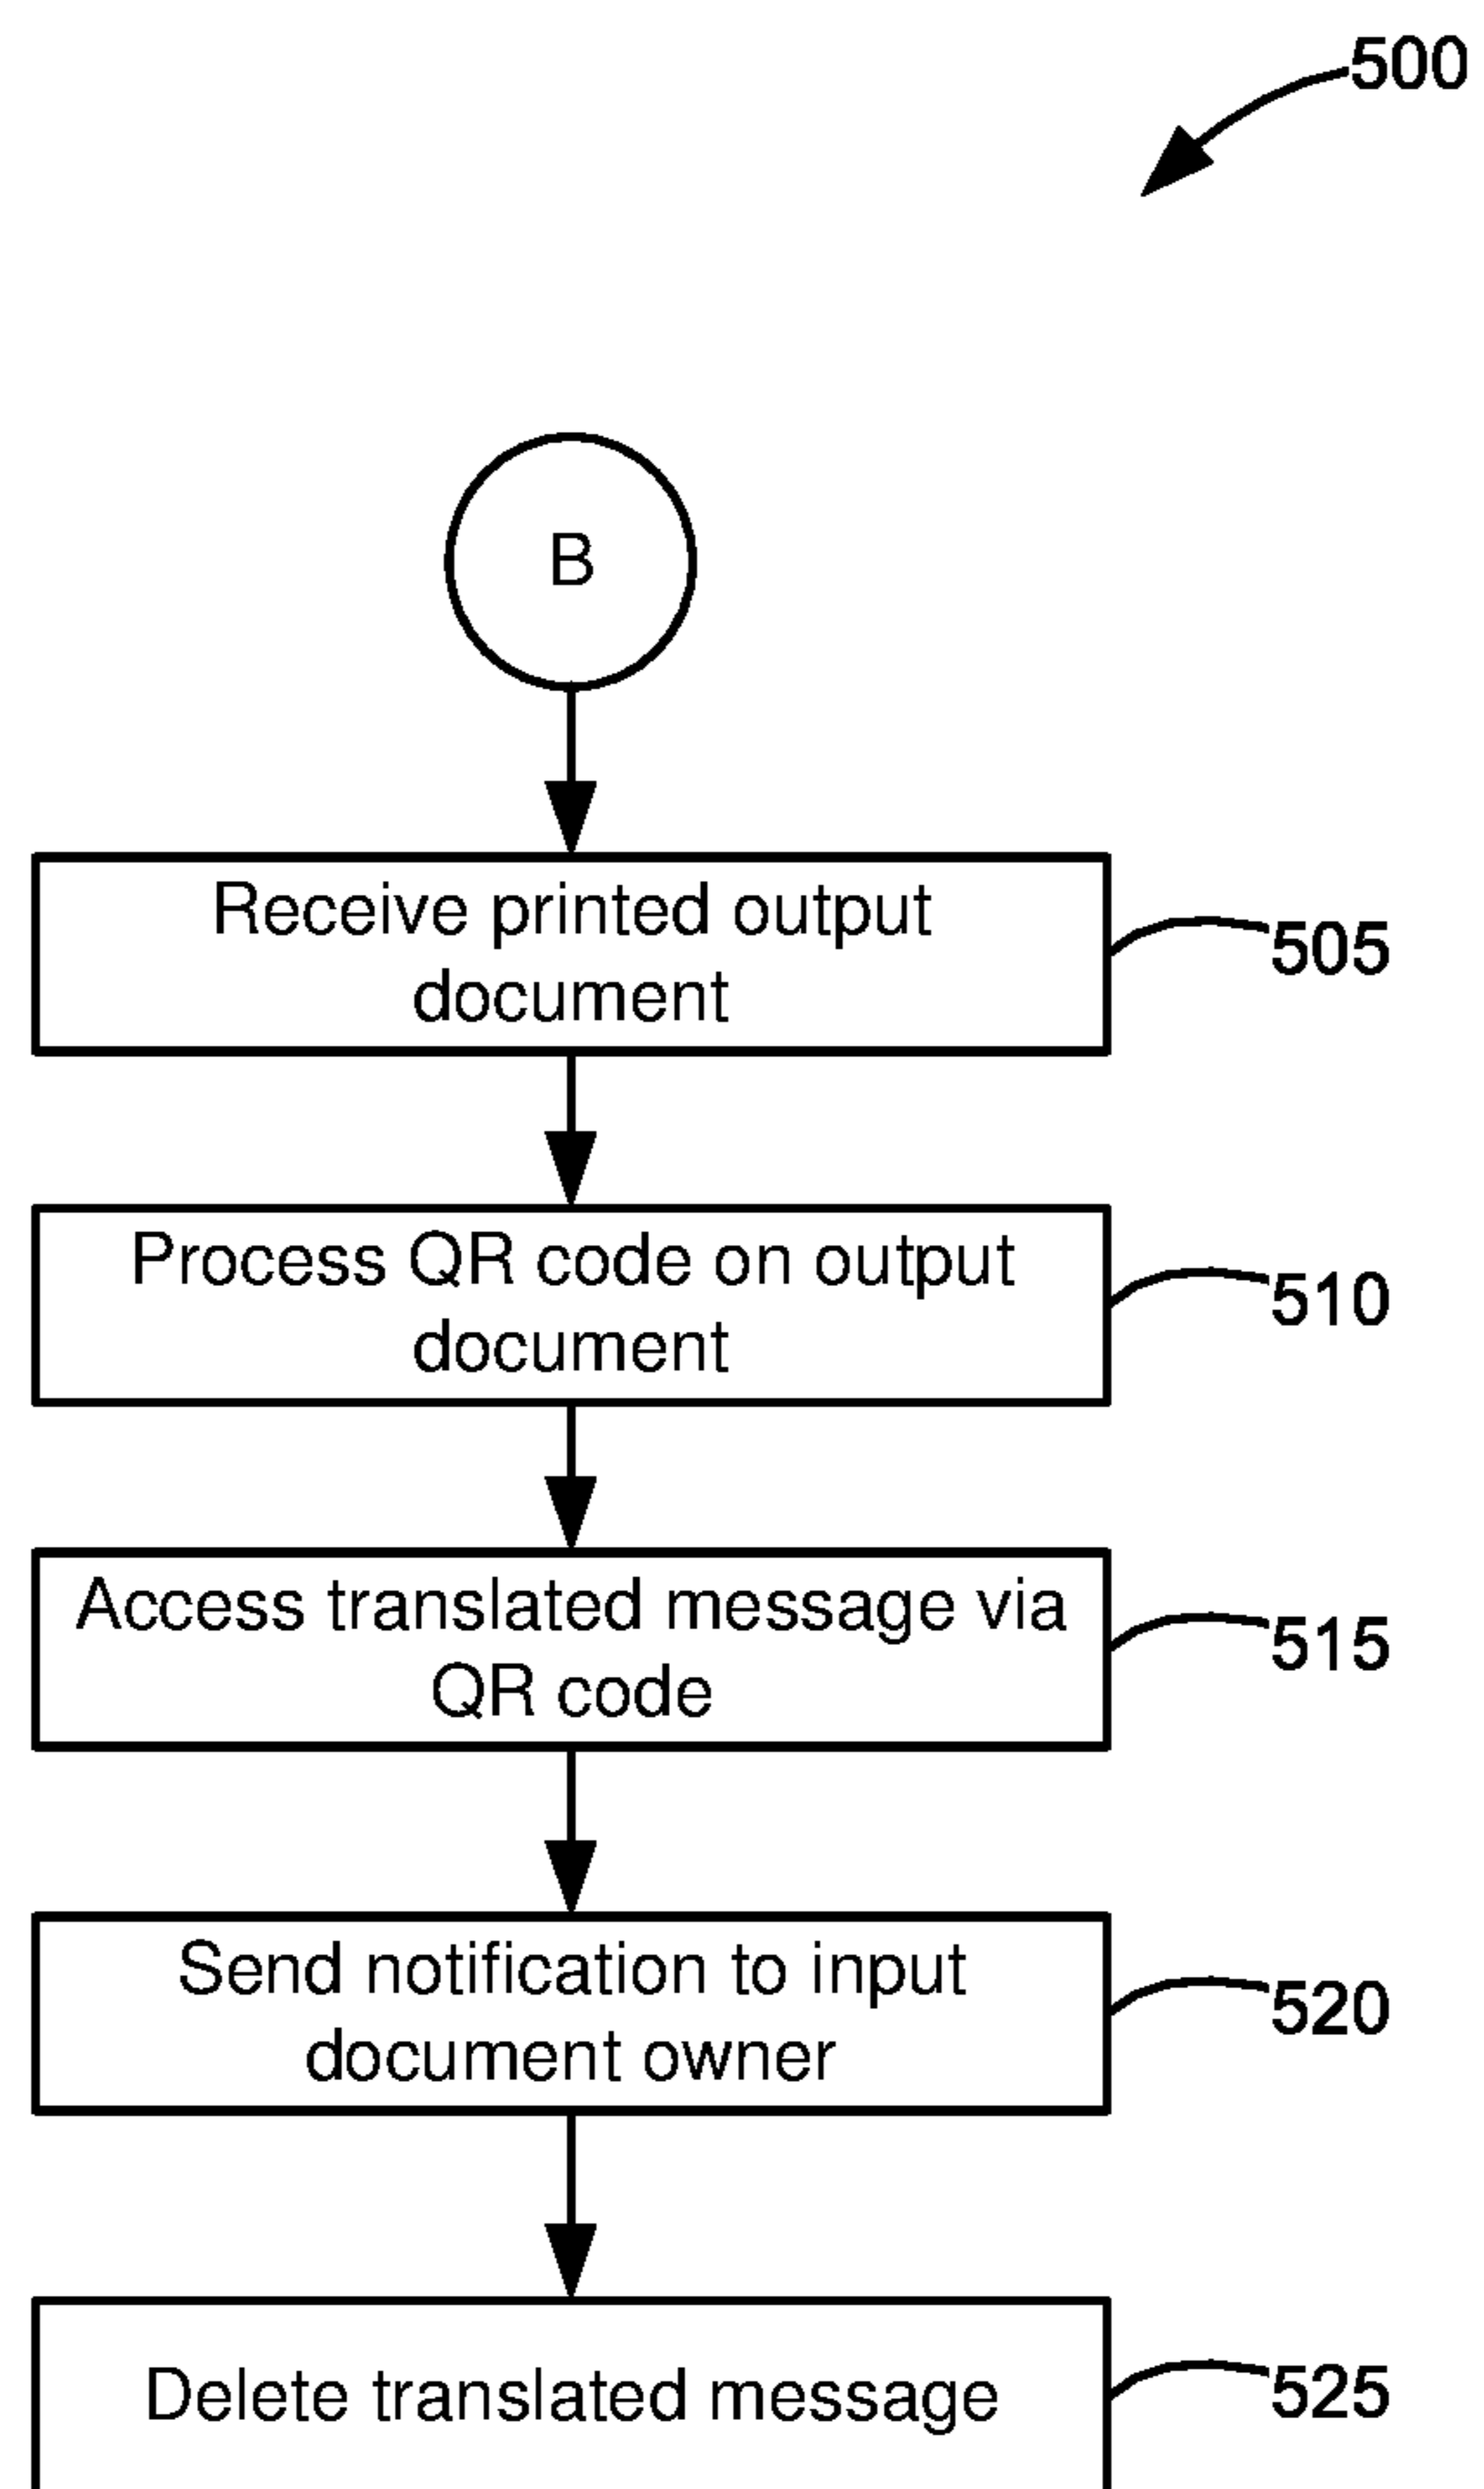 500
B
Receive printed output
document
505
Process QR code on output
document
510
Access translated message via
QR code
515
Send notification to input
document owner
520
Delete translated message
525